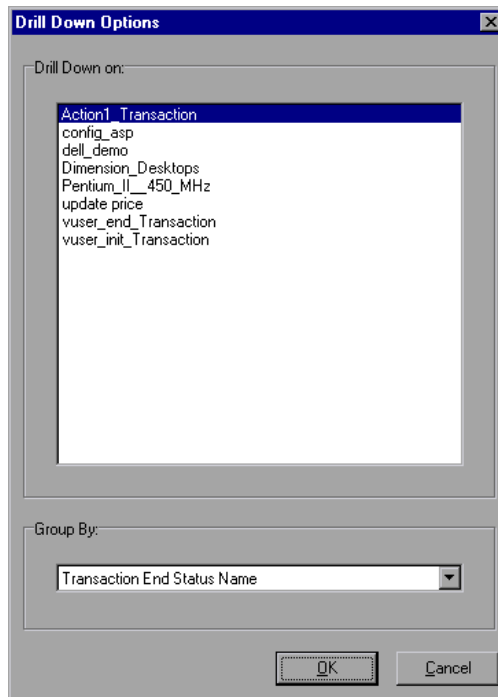 Drill Down Options
Drill Down on:
Action1_Transaction
config_asp
dell_demo
Dimension_Desktops
Pentium_II__450_MHz
update price
vuser_end_Transaction
vuser_init_Transaction
Group By:
Transaction End Status Name
OK
Cancel